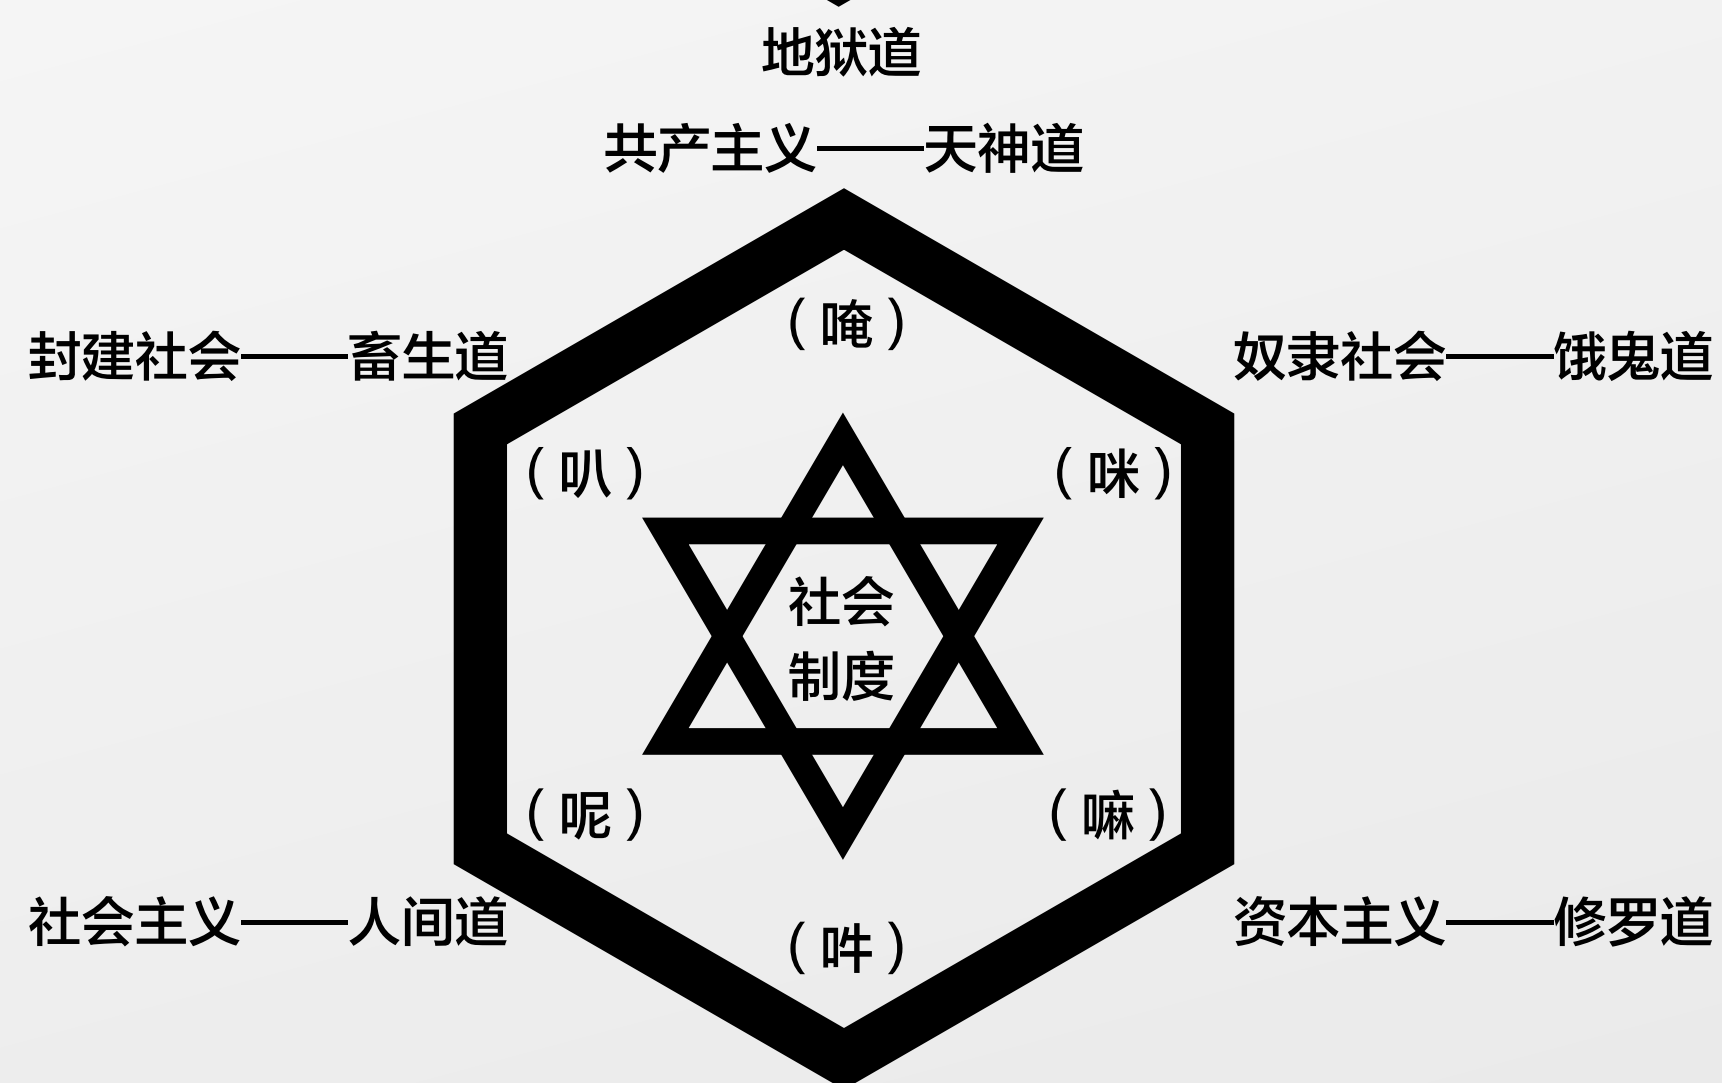 地狱道
共产主义——天神道
（唵）
封建社会——畜生道
奴隶社会——饿鬼道
（叭）
（咪）
社会
制度
（呢）
（嘛）
社会主义——人间道
资本主义——修罗道
（吽）